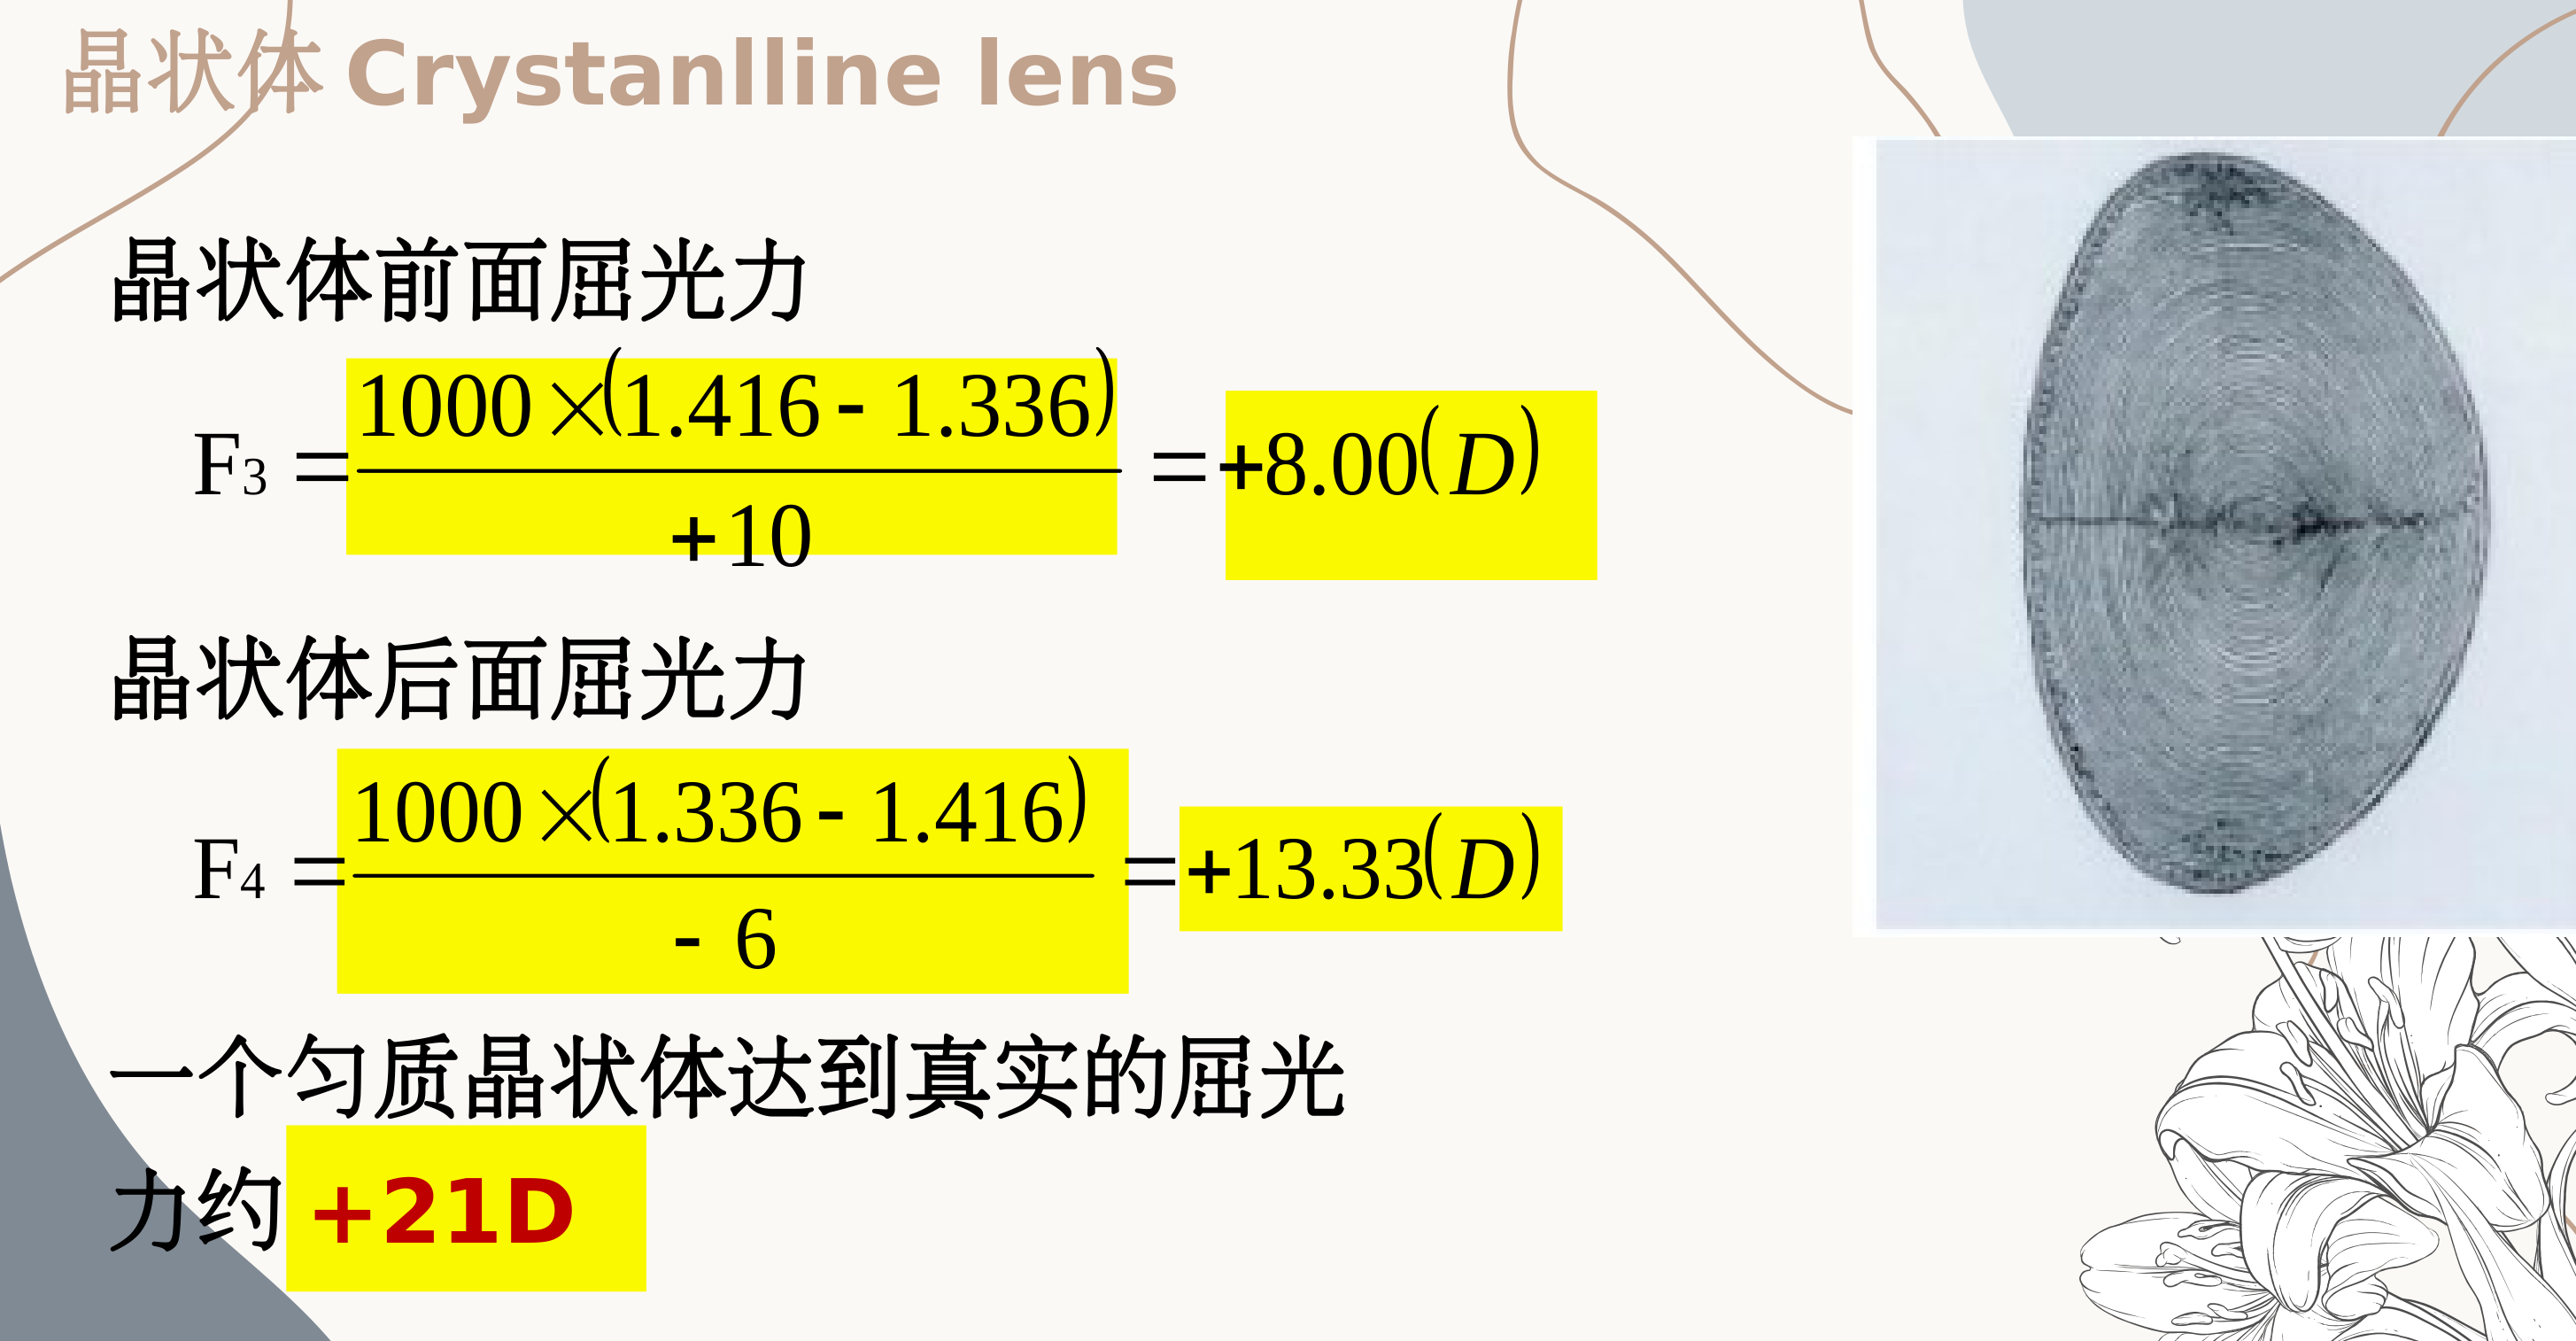 晶状体 Crystanlline lens
晶状体前面屈光力
F3 = 1000×(1.416 - 1.336) / +10 = +8.00(D)
晶状体后面屈光力
F4 = 1000×(1.336 - 1.416) / - 6 = +13.33(D)
一个匀质晶状体达到真实的屈光
力约 +21D